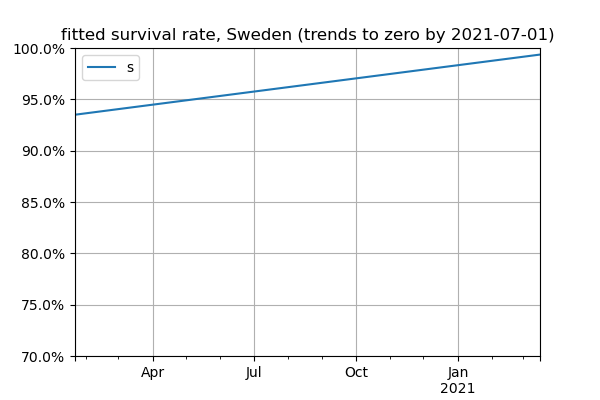 fitted survival rate, Sweden (trends to zero by 2021-07-01)
100.0%
s
95.0%
90.0%
85.0%
80.0%
75.0%
70.0%
Apr Jul Oct Jan
2021